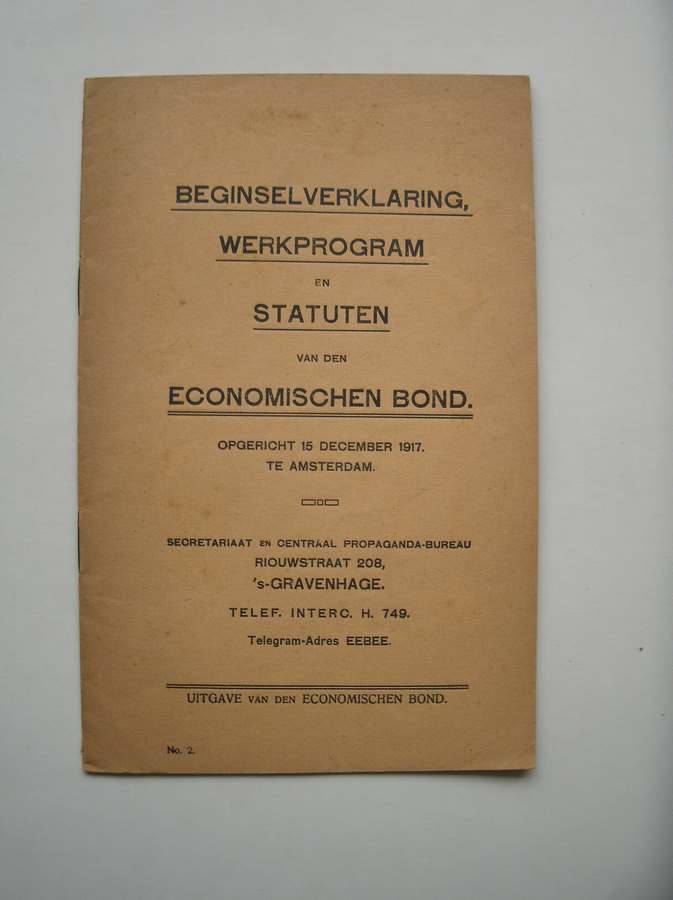 BEGINSELVERKLARING,
WERKPROGRAM
EN
STATUTEN
VAN DEN
ECONOMISCHEN BOND.
OPGERICHT 15 DECEMBER 1917.
TE AMSTERDAM.
SECRETARIAAT EN CENTRAAL PROPAGANDA-BUREAU
RIOUWSTRAAT 208,
's-GRAVENHAGE.
TELEF. INTERC. H. 749.
Telegram-Adres EEBEE.
UITGAVE VAN DEN ECONOMISCHEN BOND.
No. 2.